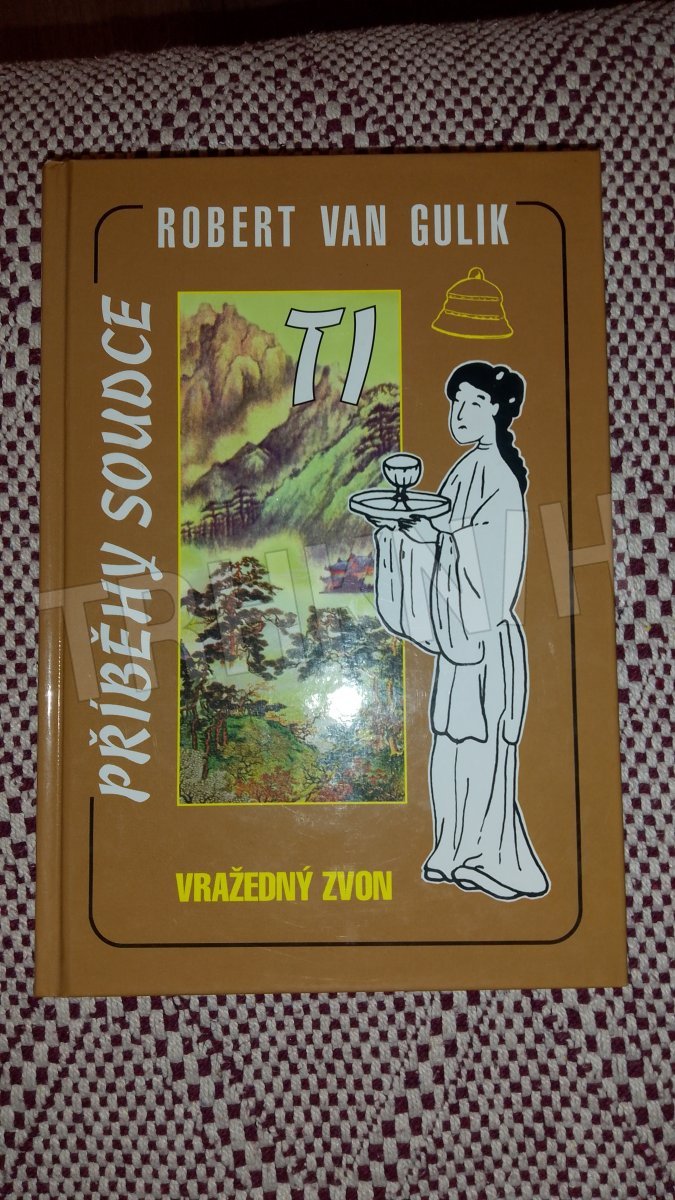 ROBERT VAN GULIK
PŘÍBĚHY SOUDCE
TI
VRAŽEDNÝ ZVON